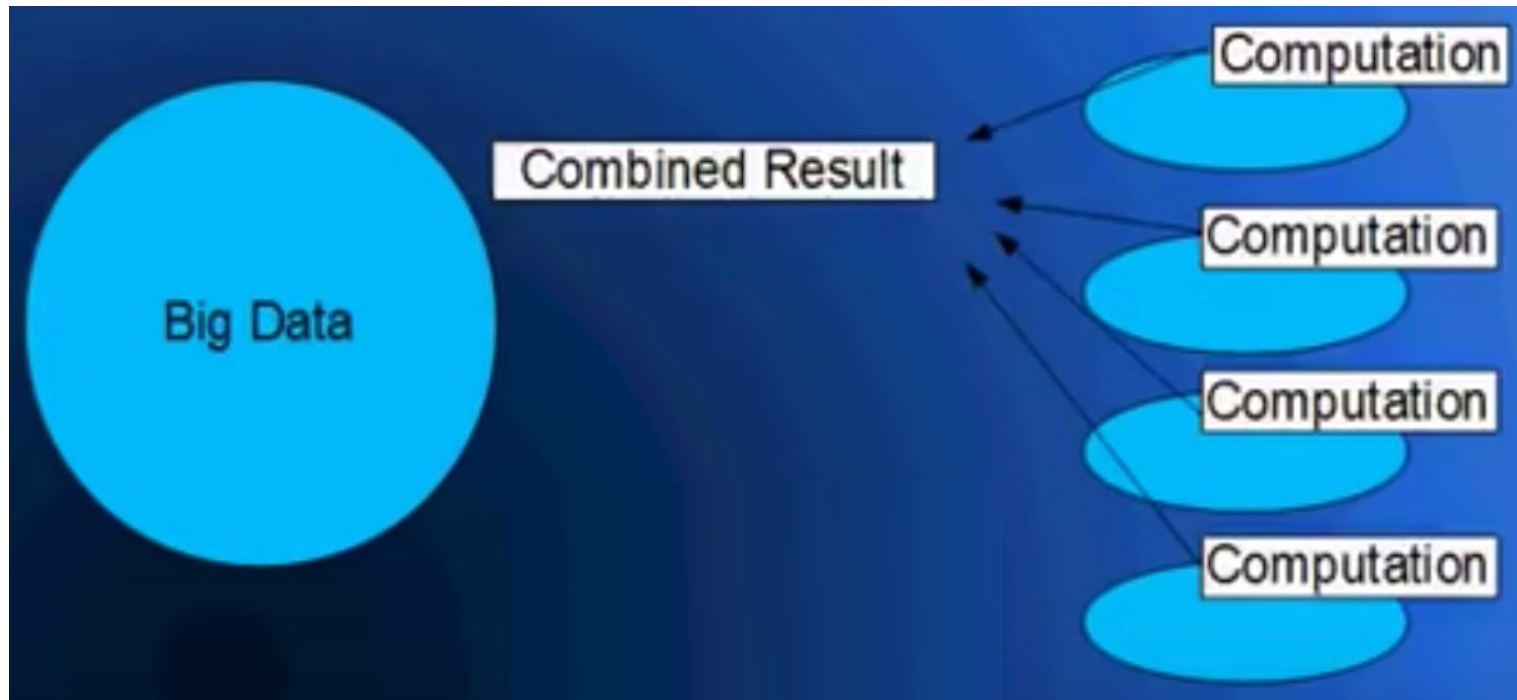 Computation
Combined Result
Computation
Big Data
Computation
Computation